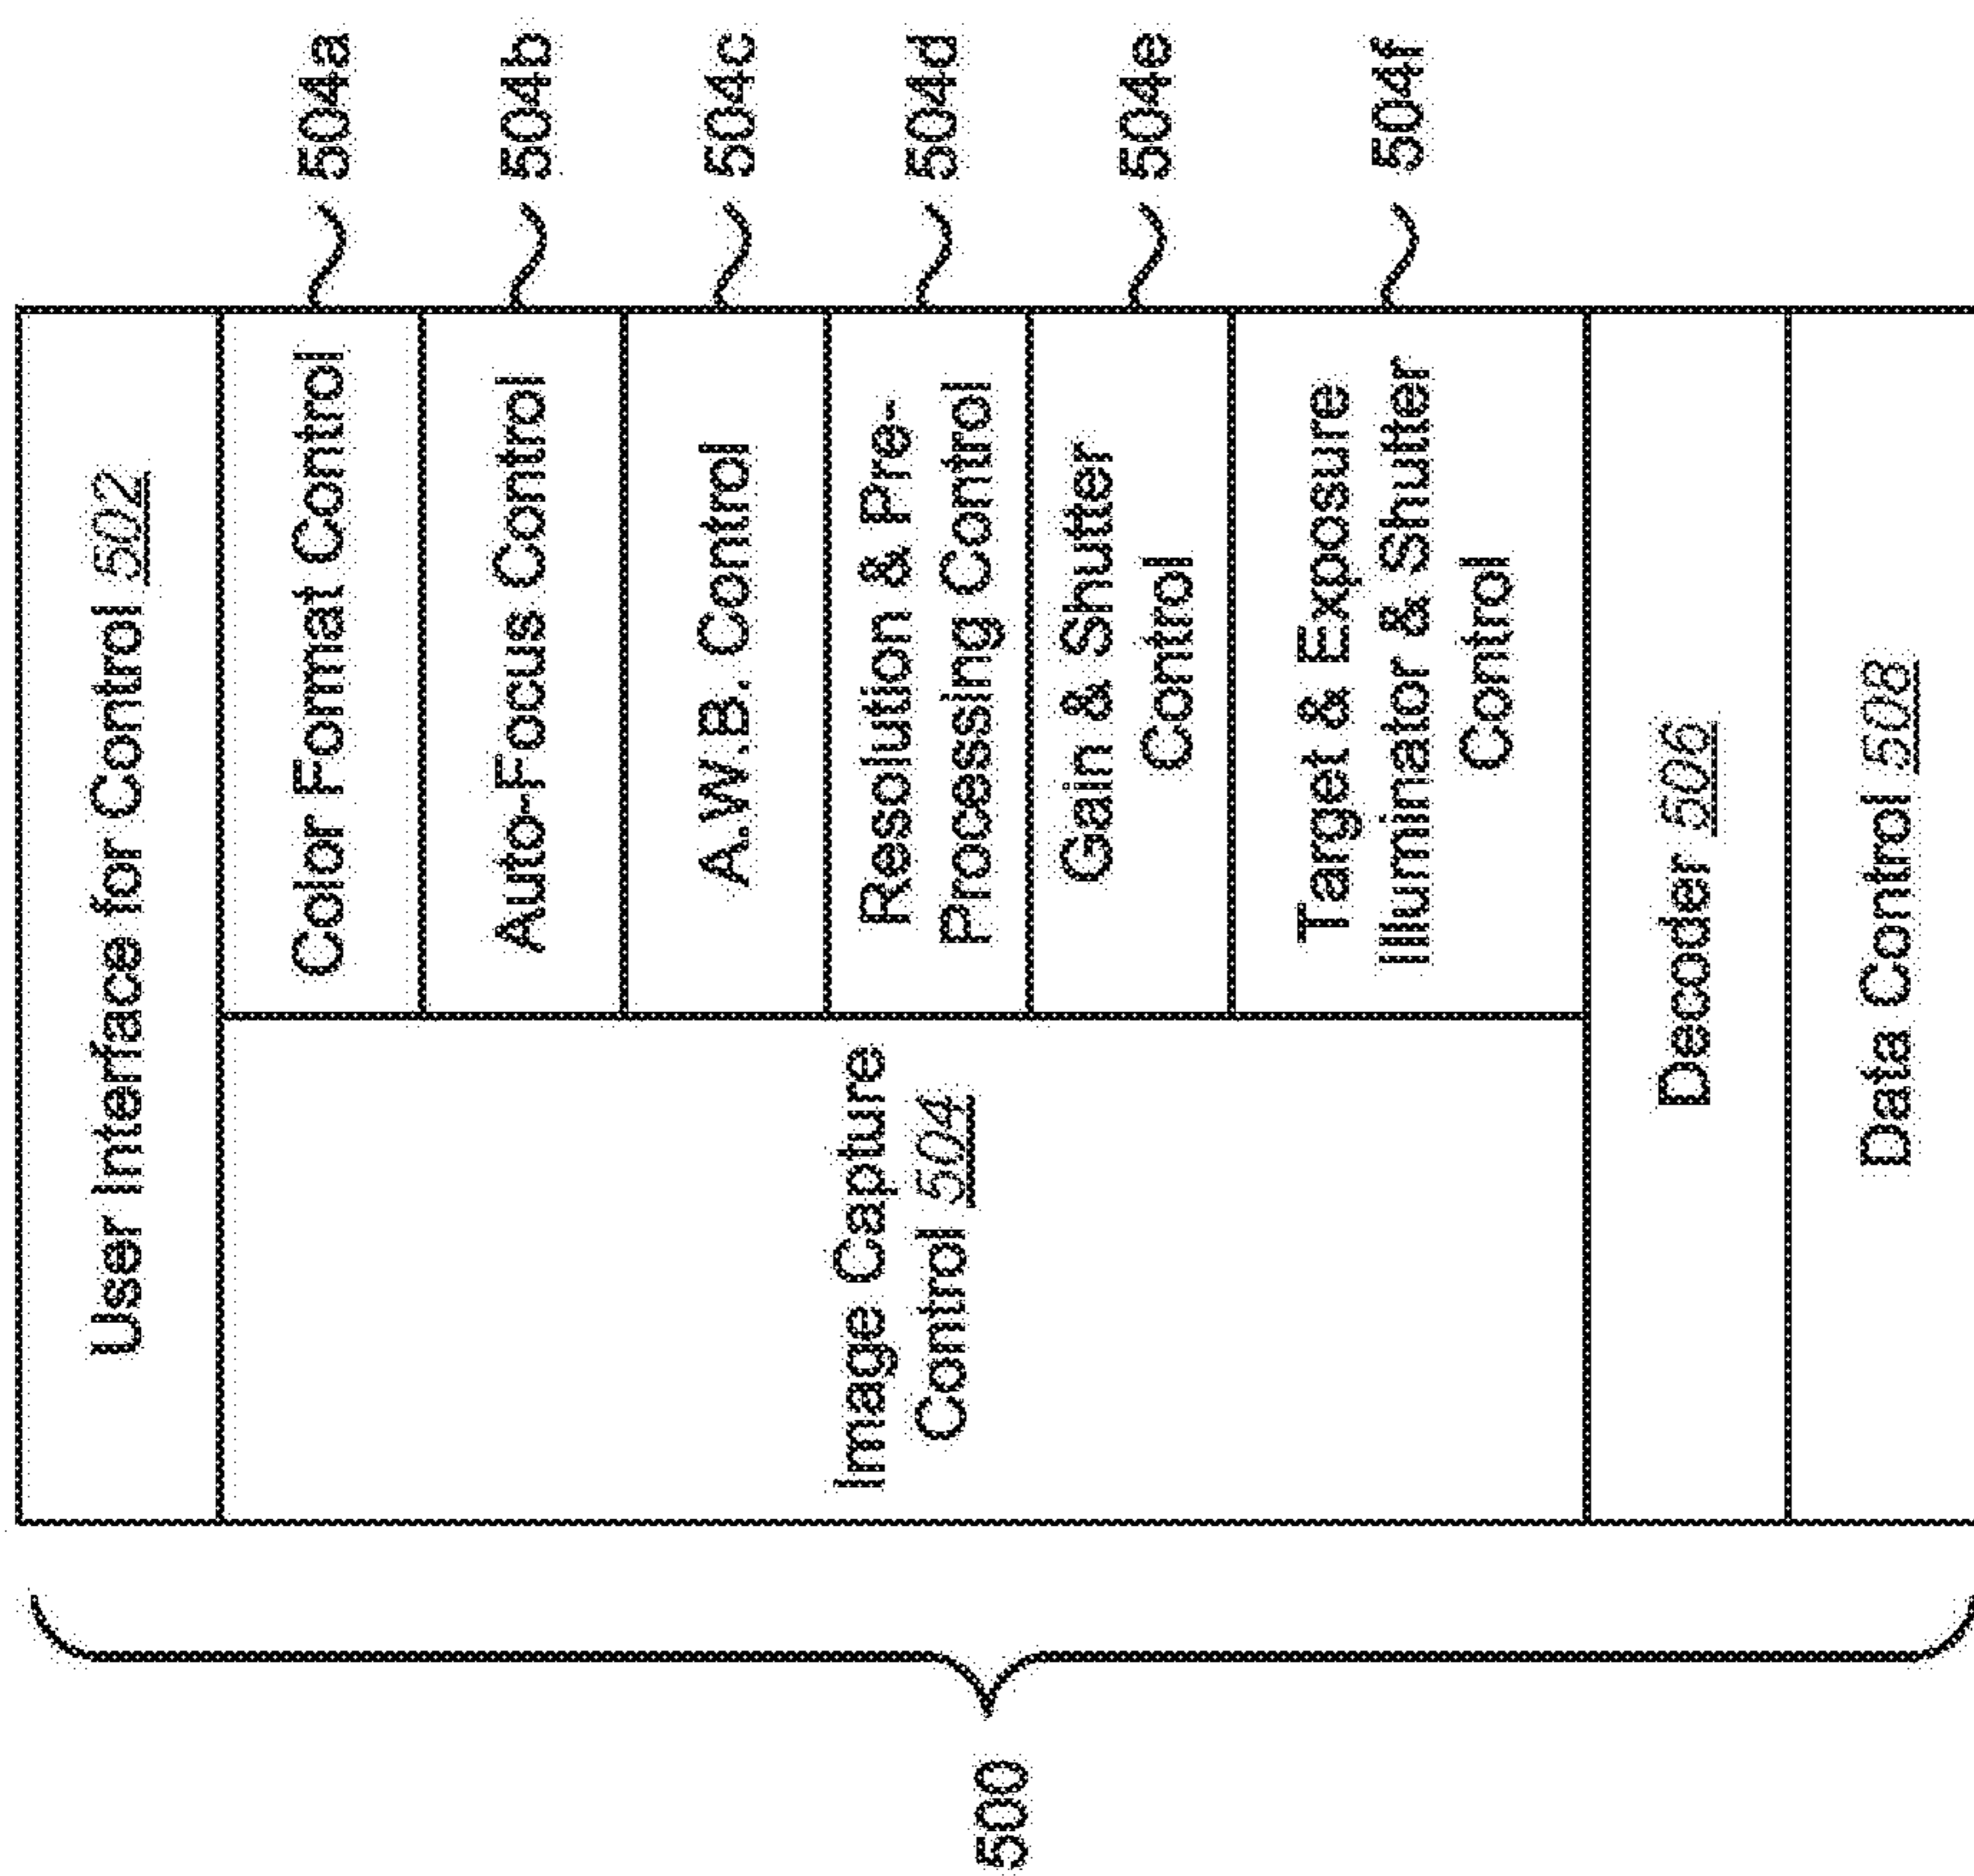 500
User Interface for Control 502
Image Capture
Control 504
Color Format Control
504a
Auto-Focus Control
504b
A.W.B. Control
504c
Resolution & Pre-
Processing Control
504d
Gain & Shutter
Control
504e
Target & Exposure
Illuminator & Shutter
Control
504f
Decoder 506
Data Control 508